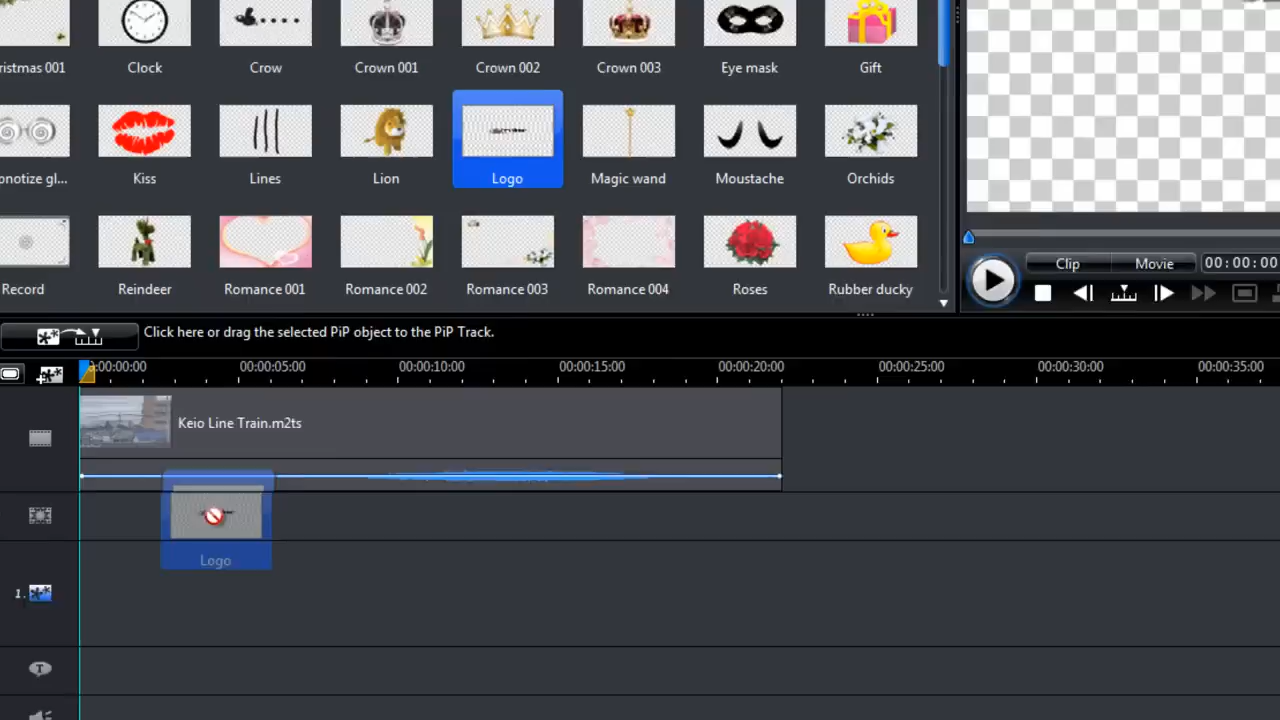 ristmas 001 Clock Crow Crown 001 Crown 002 Crown 003 Eye mask Gift
pnotize gl... Kiss Lines Lion Logo Magic wand Moustache Orchids
Record Reindeer Romance 001 Romance 002 Romance 003 Romance 004 Roses Rubber ducky
Clip Movie 00:00:00
Click here or drag the selected PiP object to the PiP Track.
0:00:00:00 00:00:05:00 00:00:10:00 00:00:15:00 00:00:20:00 00:00:25:00 00:00:30:00 00:00:35:00
Keio Line Train.m2ts
Logo
1.
T